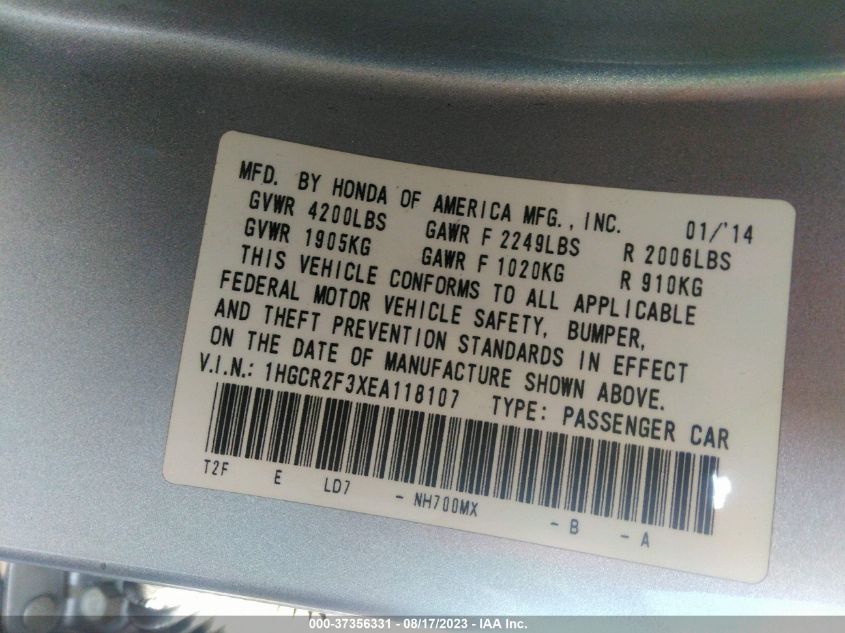 MFD. BY HONDA OF AMERICA MFG., INC. 01/'14
GVWR 4200LBS GAWR F 2249LBS R 2006LBS
GVWR 1905KG GAWR F 1020KG R 910KG
THIS VEHICLE CONFORMS TO ALL APPLICABLE
FEDERAL MOTOR VEHICLE SAFETY, BUMPER,
AND THEFT PREVENTION STANDARDS IN EFFECT
ON THE DATE OF MANUFACTURE SHOWN ABOVE.
V.I.N.: 1HGCR2F3XEA118107 TYPE: PASSENGER CAR
T2F E LD7 - NH700MX - B - A
000-37356331 - 08/17/2023 - IAA Inc.